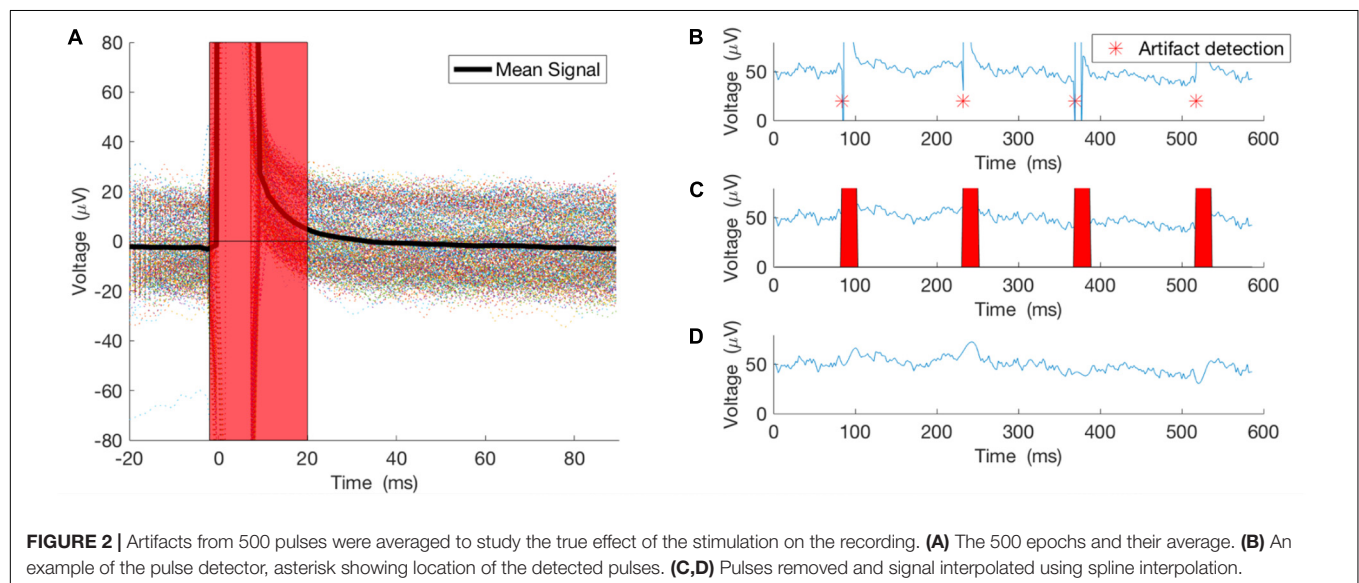 A
80
60
40
20
0
-20
-40
-60
-80
Voltage (μV)
-20 0 20 40 60 80
Time (ms)
Mean Signal
B
Artifact detection
50
0
Voltage (μV)
0 100 200 300 400 500 600
Time (ms)
C
50
0
Voltage (μV)
0 100 200 300 400 500 600
Time (ms)
D
50
0
Voltage (μV)
0 100 200 300 400 500 600
Time (ms)
FIGURE 2 | Artifacts from 500 pulses were averaged to study the true effect of the stimulation on the recording. (A) The 500 epochs and their average. (B) An
example of the pulse detector, asterisk showing location of the detected pulses. (C,D) Pulses removed and signal interpolated using spline interpolation.